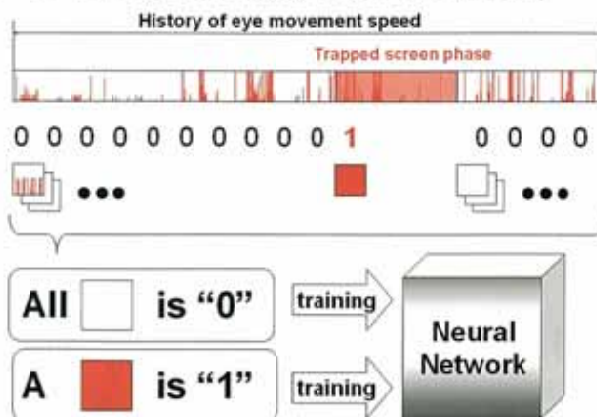 History of eye movement speed
Trapped screen phase
0 0 0 0 0 0 0 0 0 0 0 1 0 0 0 0
All is “0” training
A is “1” training
Neural
Network